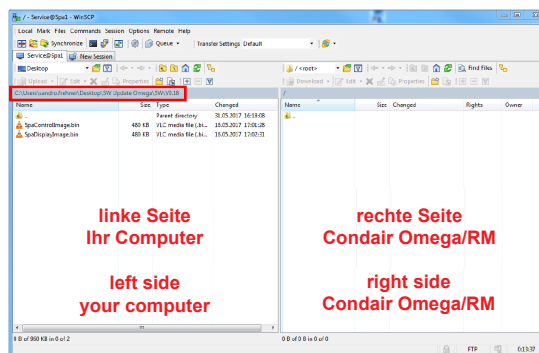 / - Service@Spa1 - WinSCP
Local Mark Files Commands Session Options Remote Help
Synchronize Queue Transfer Settings Default
Service@Spa1 New Session
Desktop / <root> Find Files
Upload Edit Properties Download Edit Properties
C:\Users\sandro.frehner\Desktop\SW Update Omega\SW\V3.18 /
Name Size Type Changed Name Size Changed Rights Owner
.. Parent directory 31.05.2017 16:18:08 ..
SpaControlImage.bin 480 KB VLC media file (.bi... 16.05.2017 17:01:28
SpaDisplayImage.bin 480 KB VLC media file (.bi... 16.05.2017 17:02:31
linke Seite rechte Seite
Ihr Computer Condair Omega/RM
left side right side
your computer Condair Omega/RM
0 B of 960 KB in 0 of 2 0 B of 0 B in 0 of 0
FTP 0:13:37